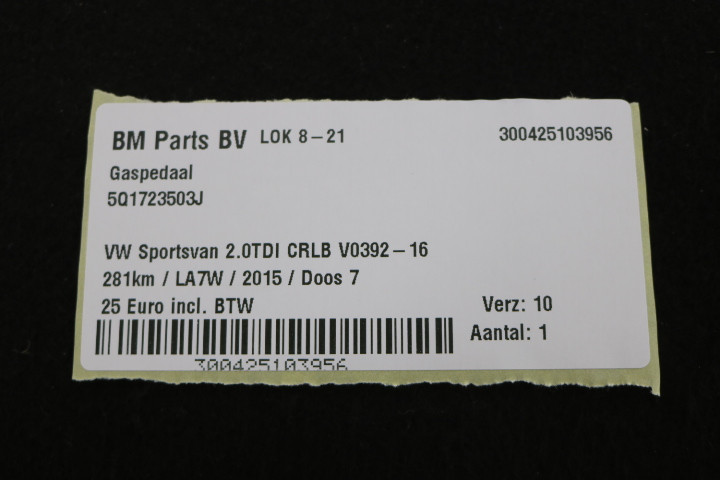 BM Parts BV LOK 8-21 300425103956
Gaspedaal
5Q1723503J
VW Sportsvan 2.0TDI CRLB V0392-16
281km / LA7W / 2015 / Doos 7
25 Euro incl. BTW Verz: 10
Aantal: 1
300425103956